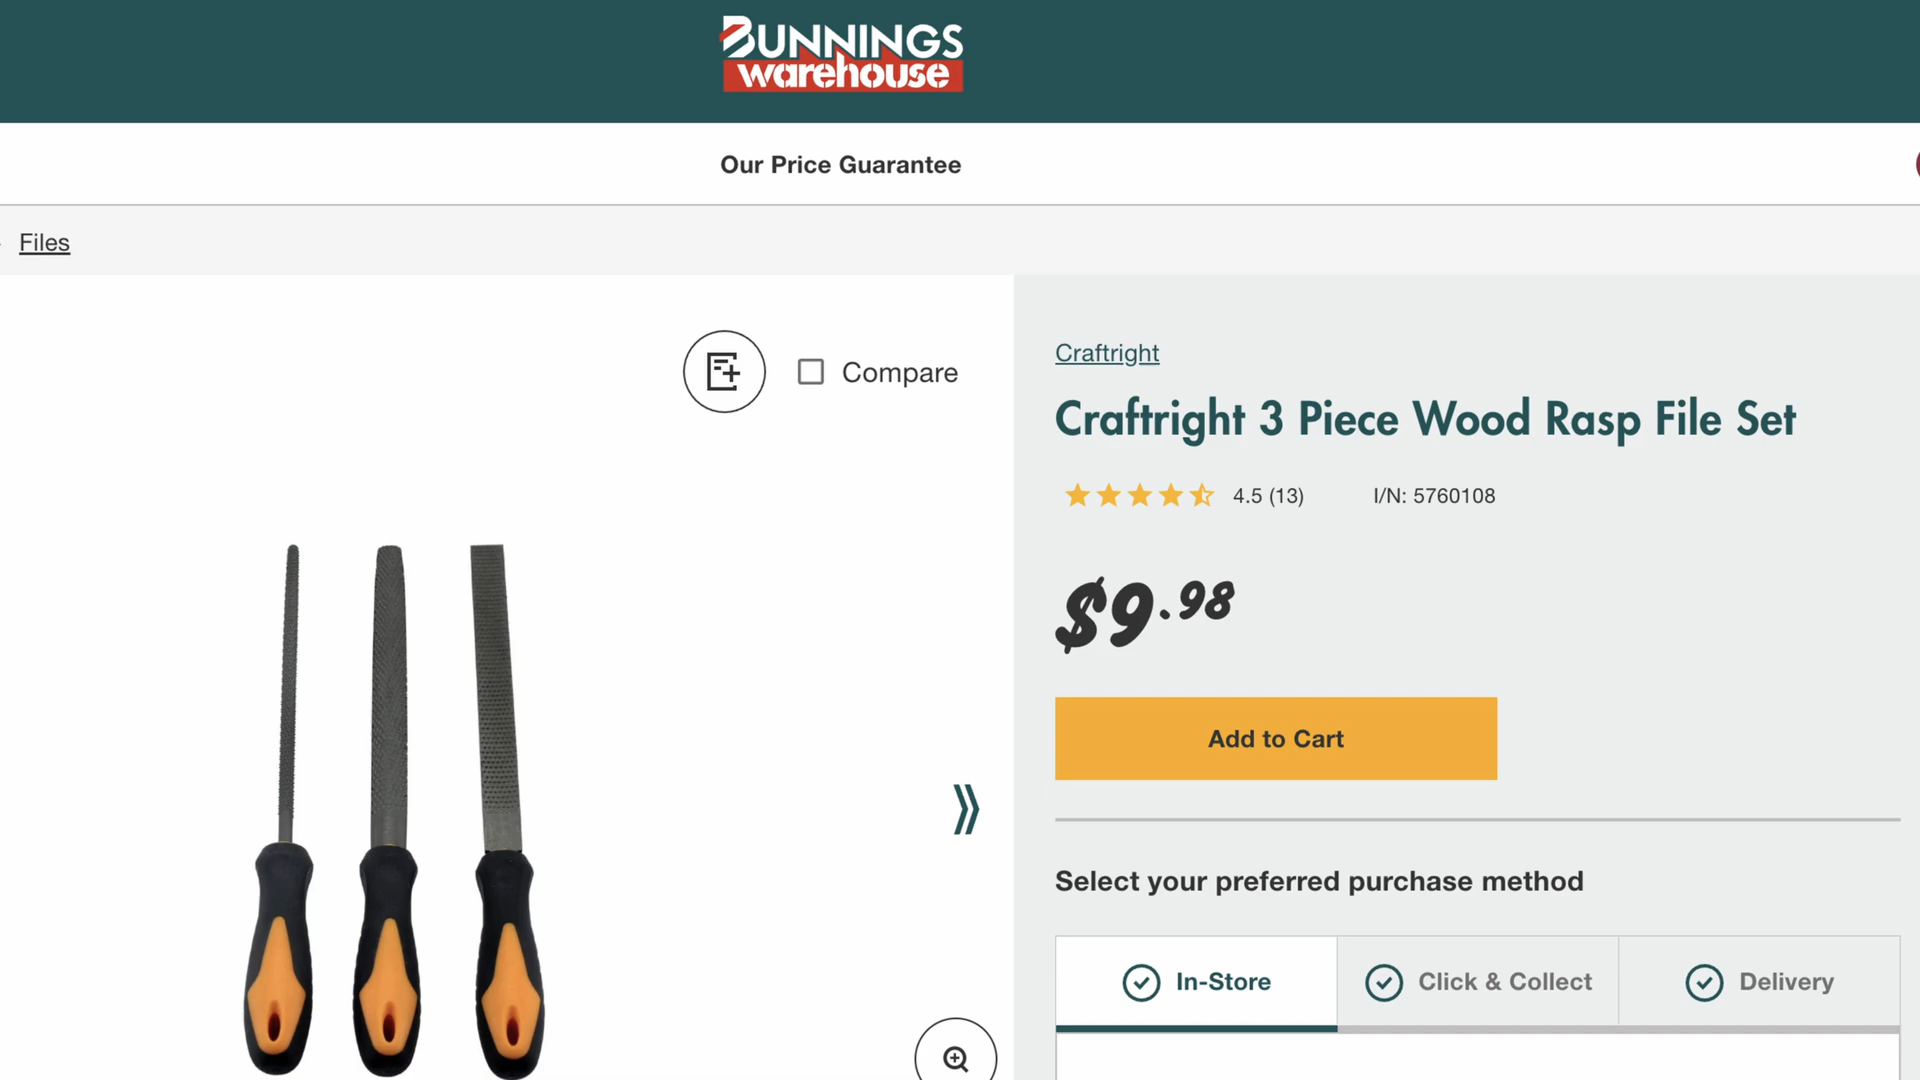 BUNNINGS
warehouse
Our Price Guarantee
Files
Compare
Craftright
Craftright 3 Piece Wood Rasp File Set
4.5 (13) I/N: 5760108
$9.98
Add to Cart
Select your preferred purchase method
In-Store Click & Collect Delivery